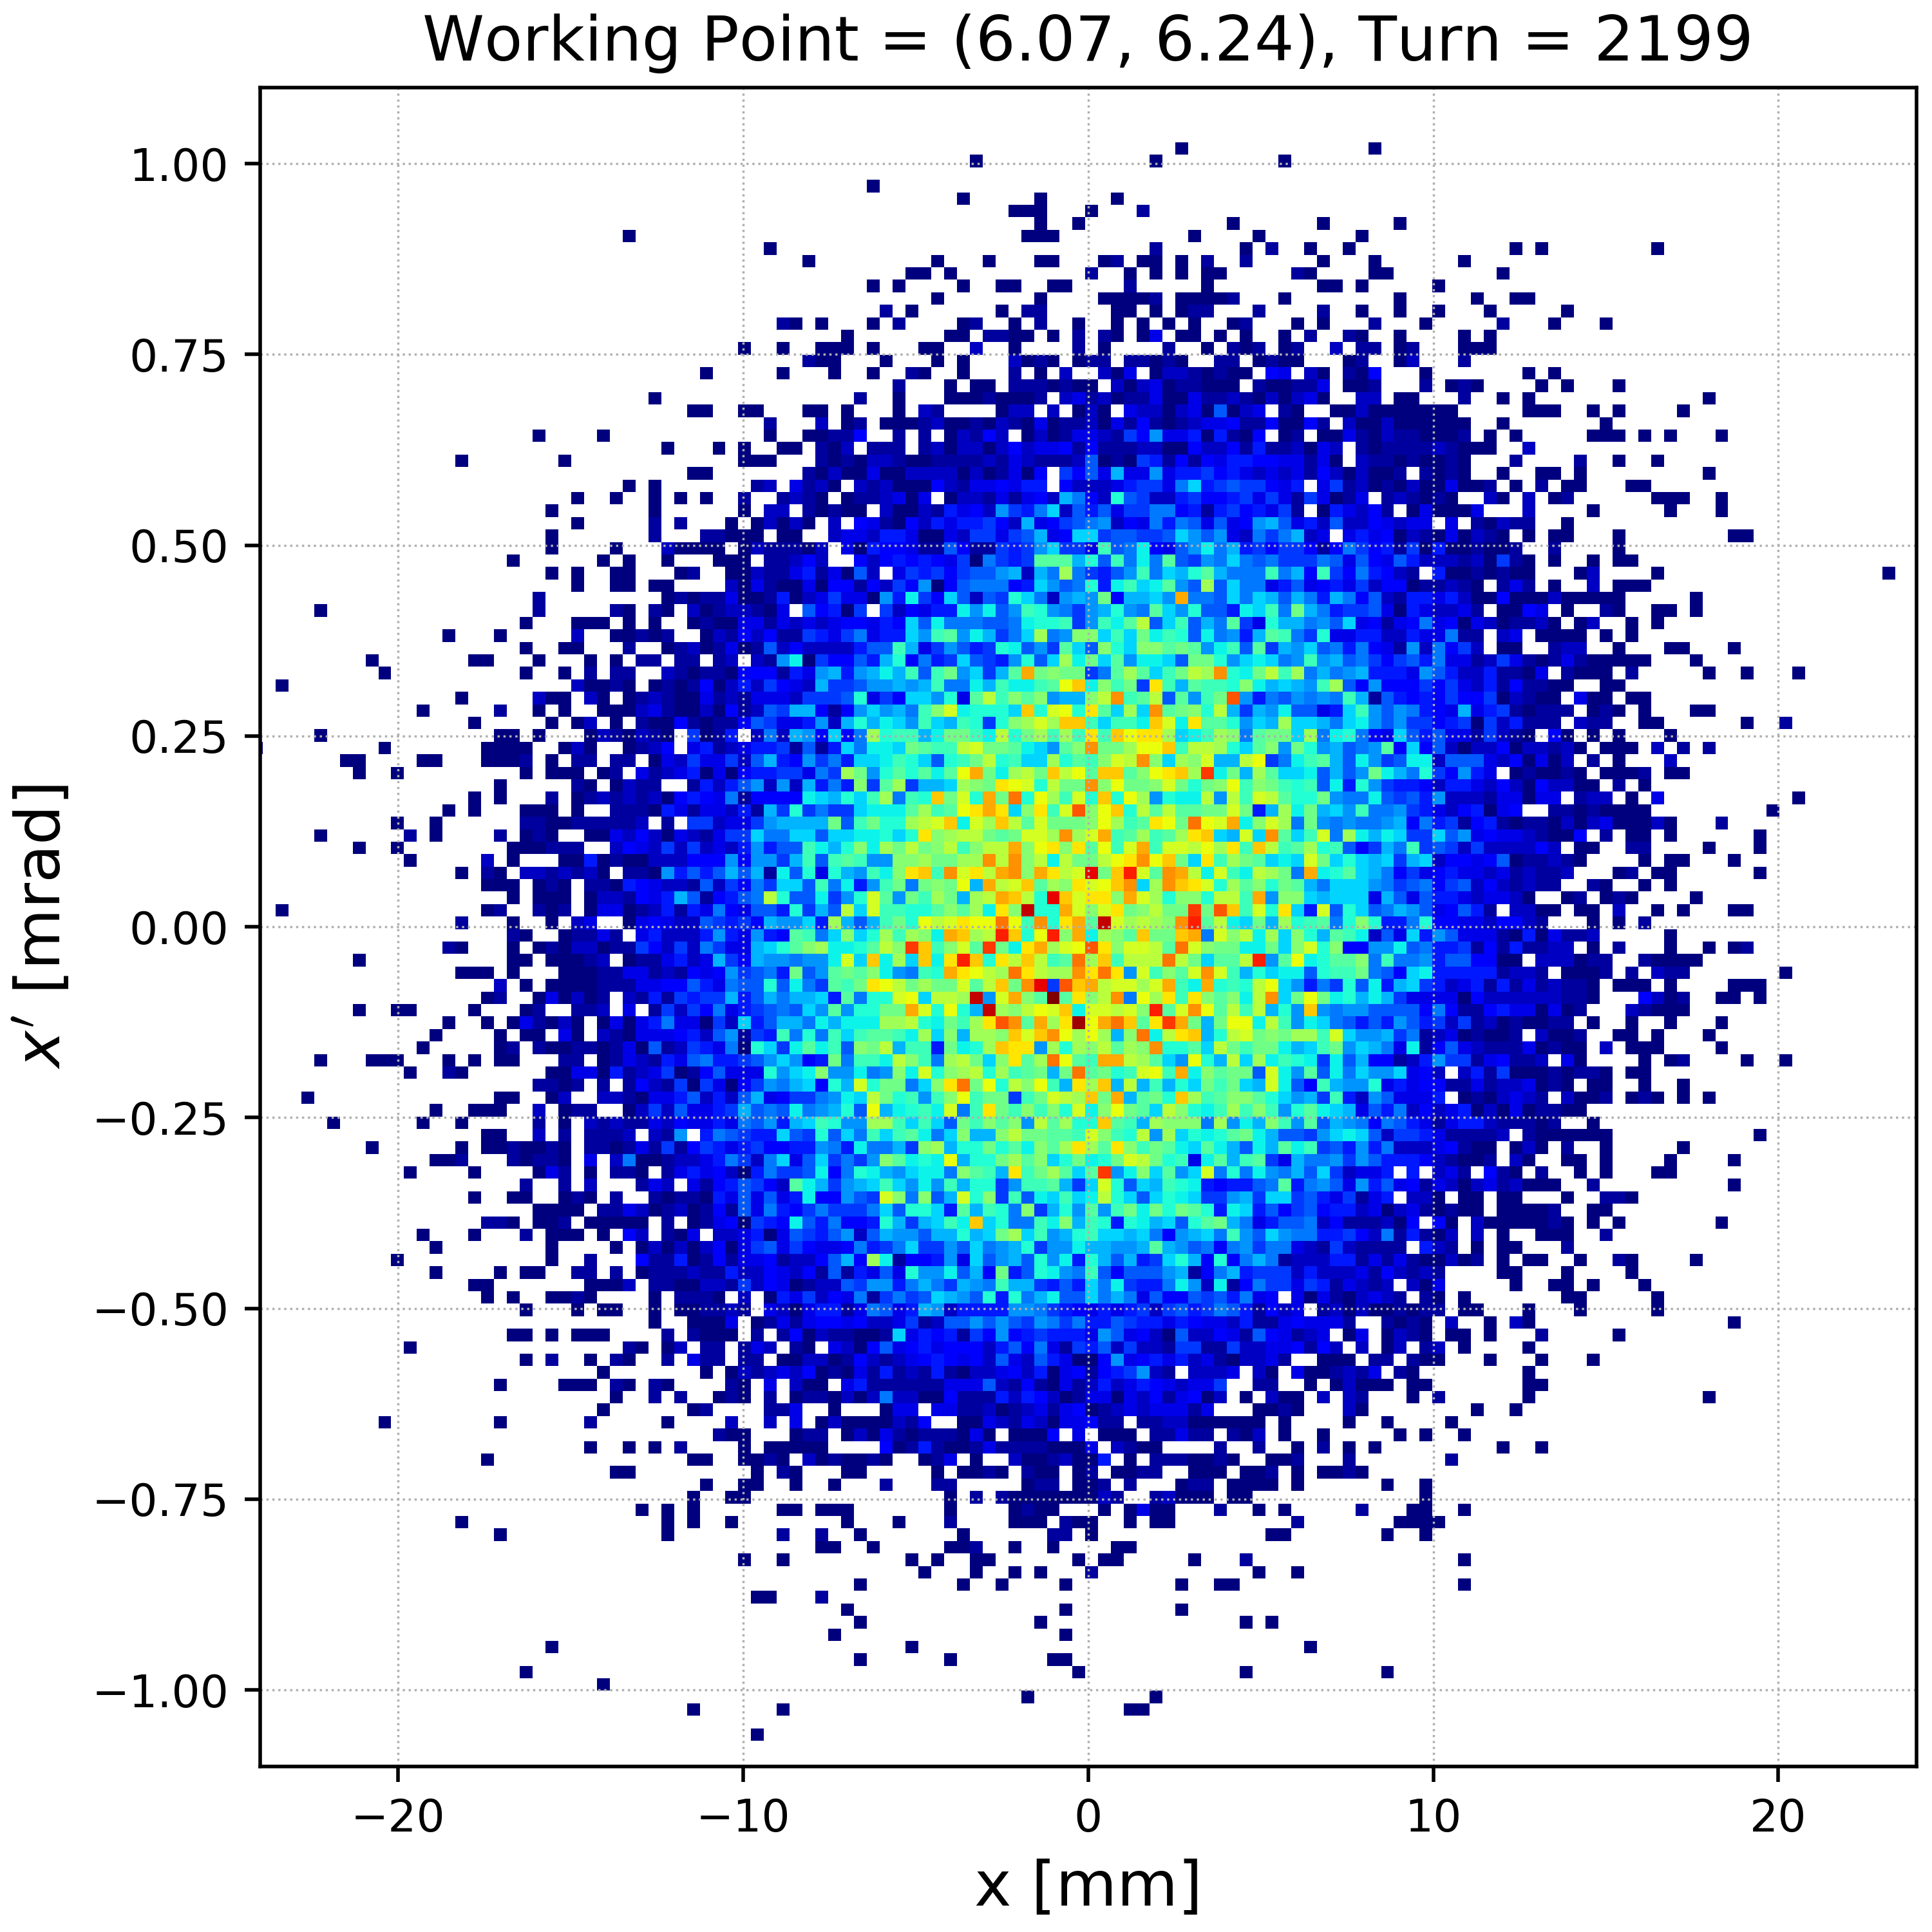 Working Point = (6.07, 6.24), Turn = 2199
1.00
0.75
0.50
0.25
0.00
−0.25
−0.50
−0.75
−1.00
x′ [mrad]
−20 −10 0 10 20
x [mm]